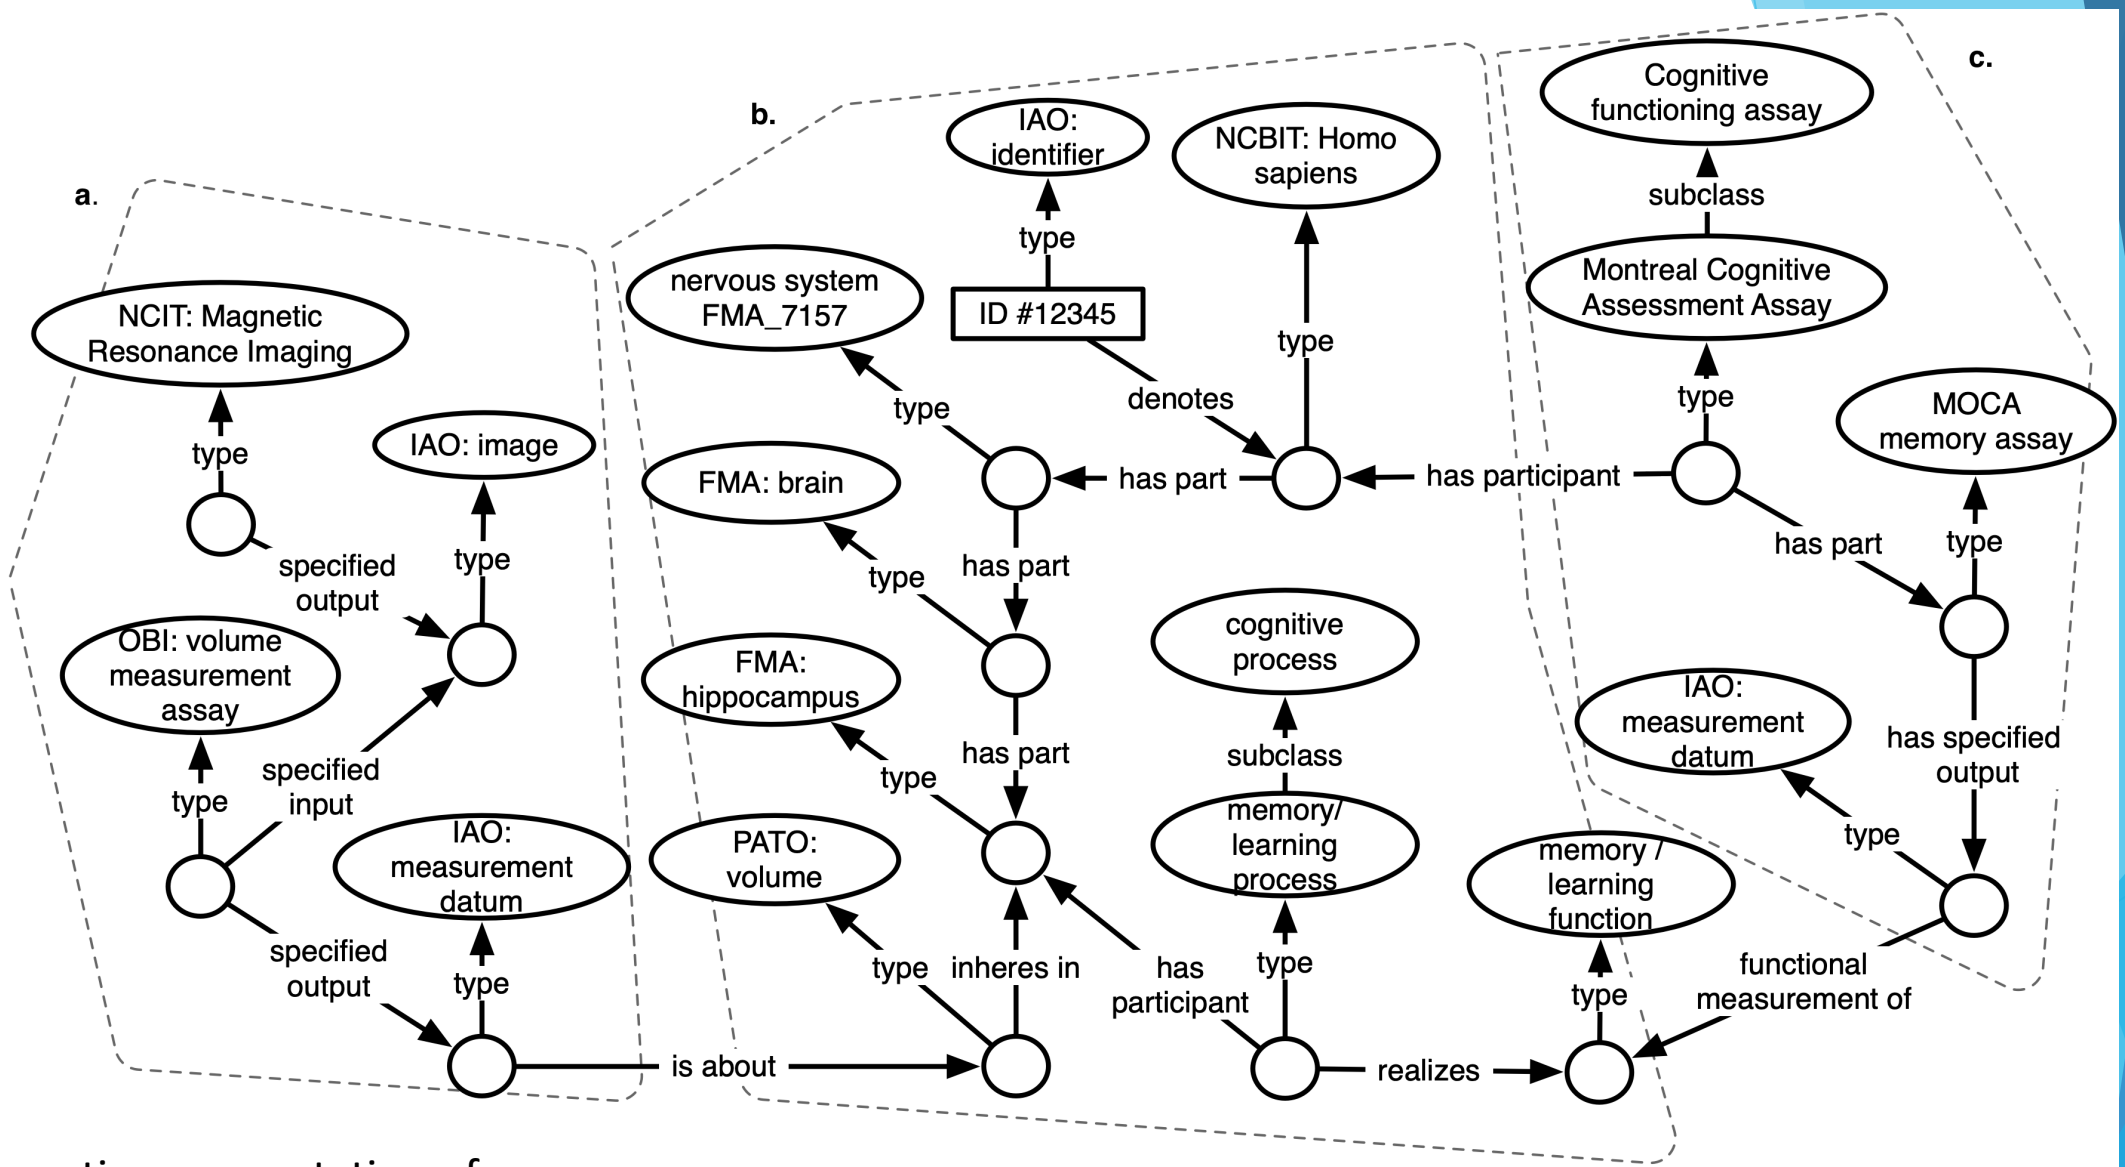 a.
NCIT: Magnetic
Resonance Imaging
type
IAO: image
type
specified
output
OBI: volume
measurement
assay
type
specified
input
IAO:
measurement
datum
type
specified
output
is about
b.
IAO:
identifier
type
ID #12345
denotes
NCBIT: Homo
sapiens
type
nervous system
FMA_7157
type
has part
has participant
FMA: brain
type
has part
FMA:
hippocampus
type
has part
PATO:
volume
type
inheres in
has
participant
cognitive
process
subclass
memory/
learning
process
type
realizes
memory /
learning
function
type
c.
Cognitive
functioning assay
subclass
Montreal Cognitive
Assessment Assay
type
MOCA
memory assay
type
has part
IAO:
measurement
datum
type
has specified
output
functional
measurement of